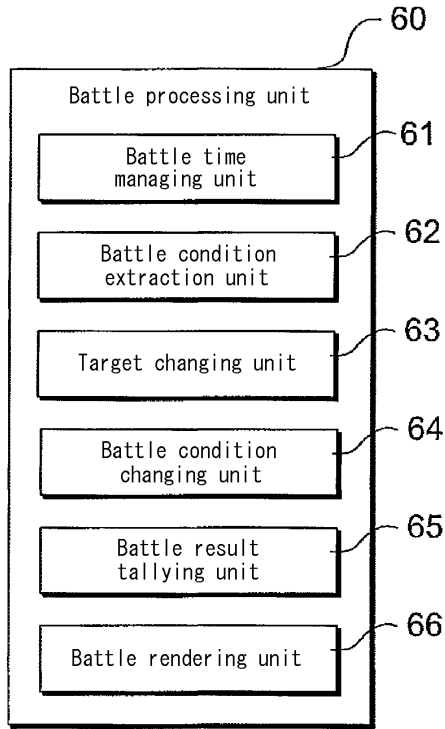 60
Battle processing unit
61
Battle time
managing unit
62
Battle condition
extraction unit
63
Target changing unit
64
Battle condition
changing unit
65
Battle result
tallying unit
66
Battle rendering unit